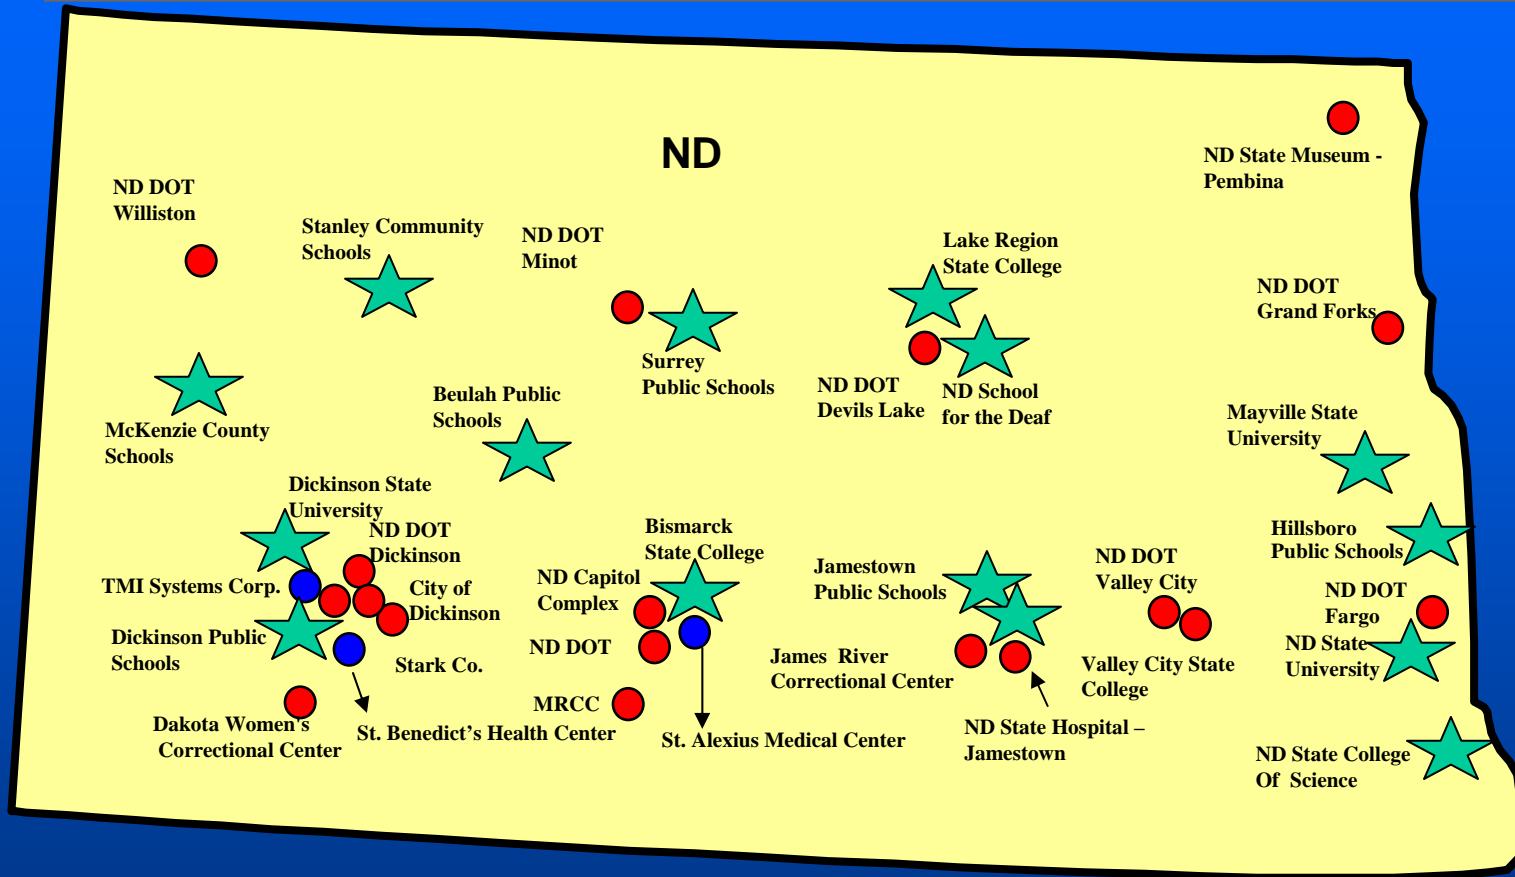 ND
ND State Museum -
Pembina
ND DOT
Williston
Stanley Community
Schools
ND DOT
Minot
Lake Region
State College
ND DOT
Grand Forks
Surrey
Public Schools
ND DOT
Devils Lake
ND School
for the Deaf
Beulah Public
Schools
McKenzie County
Schools
Mayville State
University
Dickinson State
University
ND DOT
Dickinson
TMI Systems Corp.
City of
Dickinson
Dickinson Public
Schools
Stark Co.
Dakota Women's
Correctional Center
St. Benedict's Health Center
Bismarck
State College
ND Capitol
Complex
ND DOT
MRCC
St. Alexius Medical Center
Jamestown
Public Schools
James River
Correctional Center
ND State Hospital –
Jamestown
ND DOT
Valley City
Valley City State
College
Hillsboro
Public Schools
ND DOT
Fargo
ND State
University
ND State College
Of Science